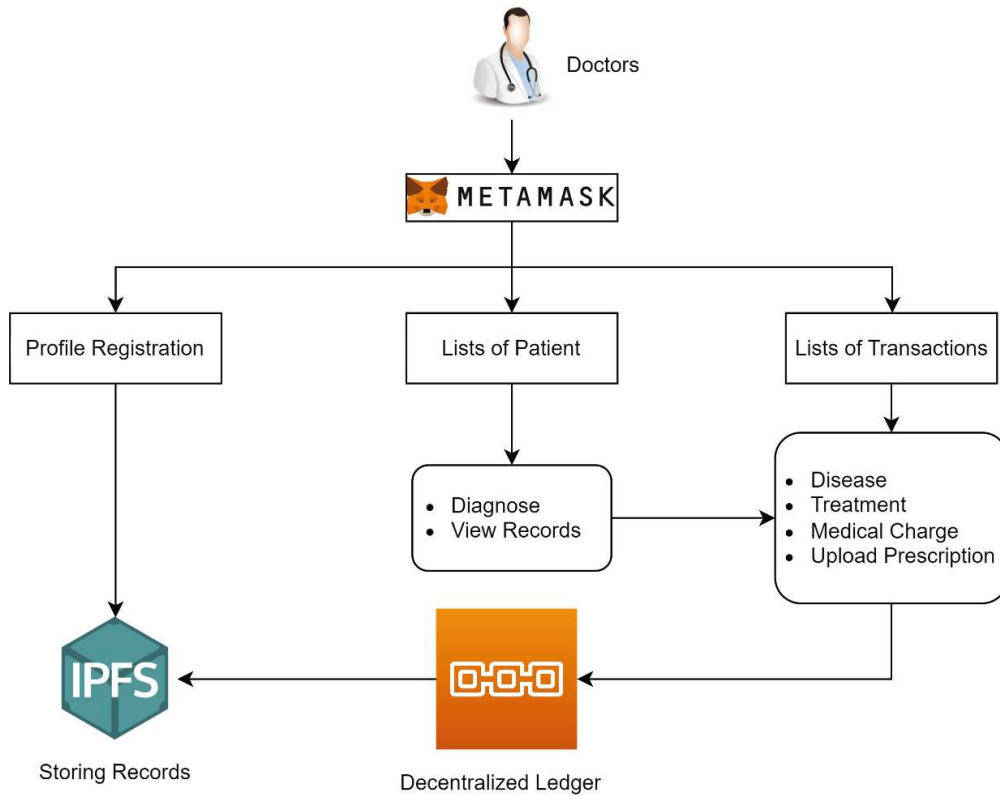 Doctors
METAMASK
Profile Registration
Lists of Patient
Lists of Transactions
• Diagnose
• View Records
• Disease
• Treatment
• Medical Charge
• Upload Prescription
IPFS
Storing Records
Decentralized Ledger